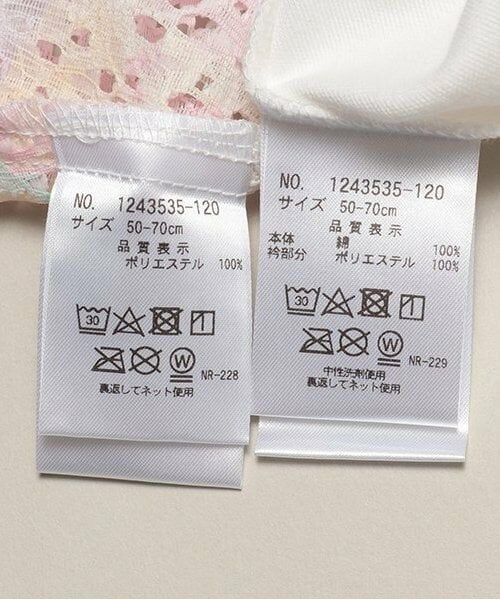 NO. 1243535-120
サイズ 50-70cm
品質表示
ポリエステル 100%
30
W
NR-228
裏返してネット使用
NO. 1243535-120
サイズ 50-70cm
品質表示
本体 綿 100%
衿部分 ポリエステル 100%
30
W
NR-229
中性洗剤使用
裏返してネット使用